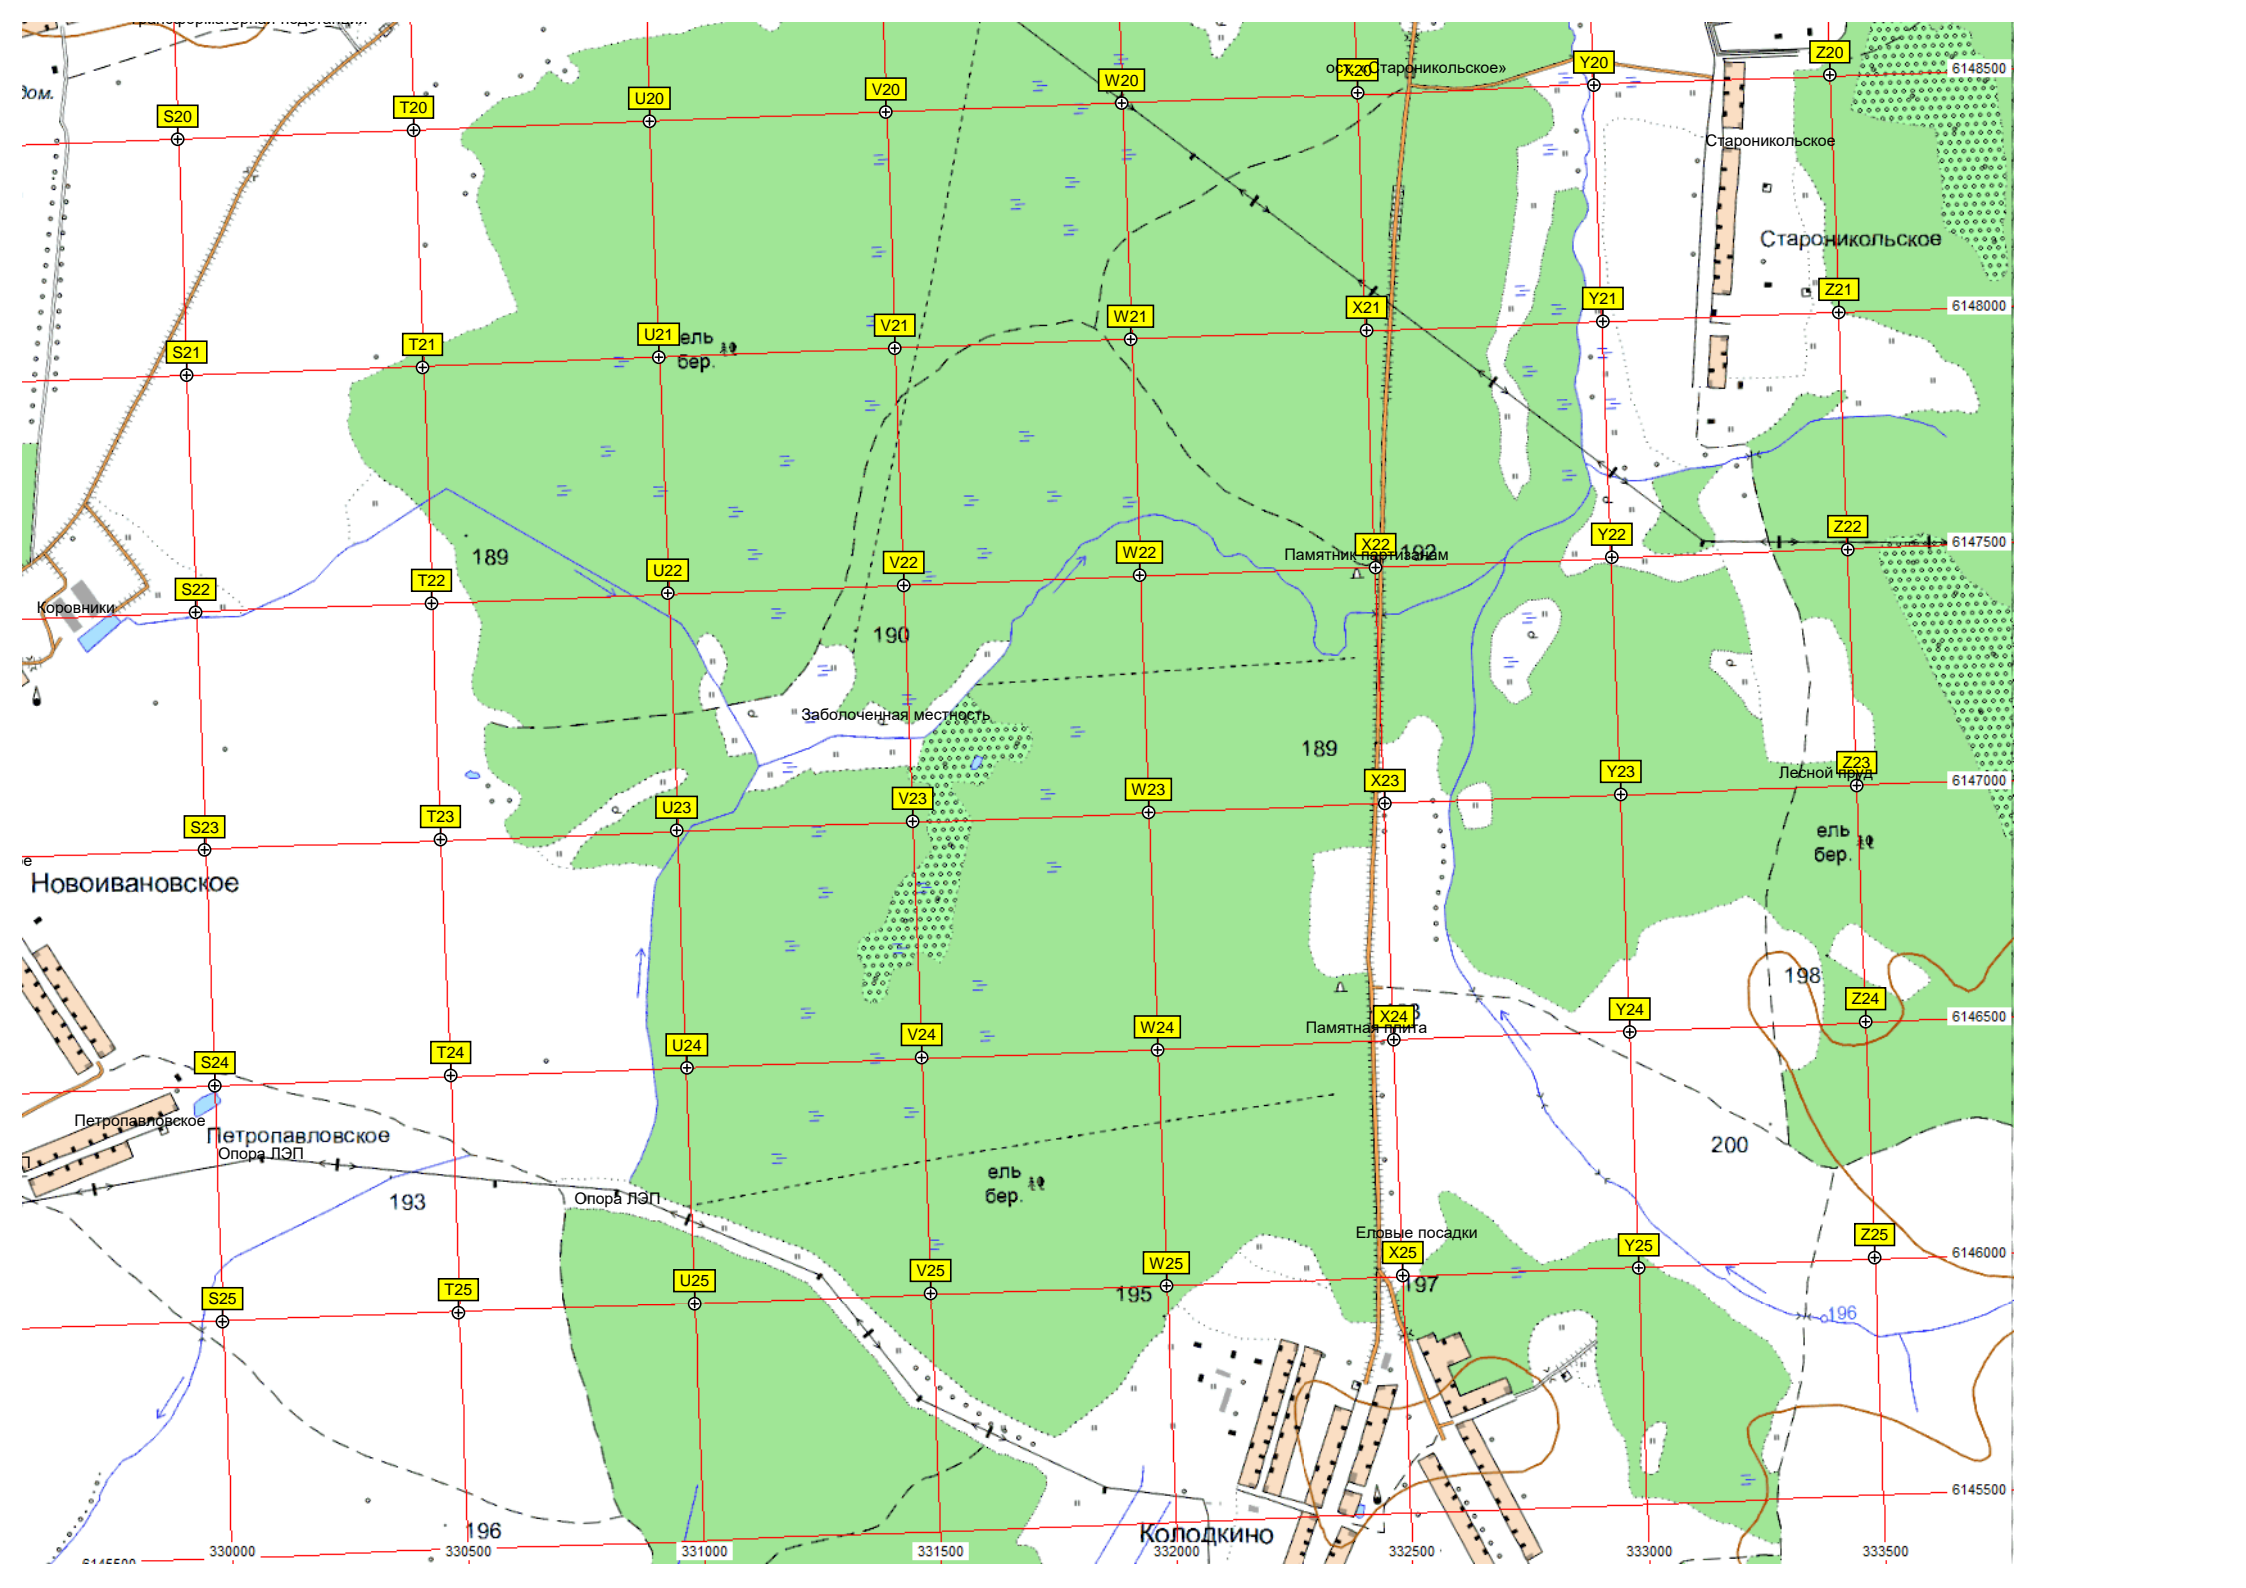 Трансформаторная подстанция
дом.
S20
T20
U20
V20
W20
X20
ост. «Староникольское»
Y20
Z20
6148500
Староникольское
Староникольское
S21
T21
U21
ель
бер.
V21
W21
X21
Y21
Z21
6148000
189
Коровники
S22
T22
U22
V22
W22
X22
192
Памятник партизанам
Y22
Z22
6147500
190
Заболоченная местность
189
S23
T23
U23
V23
W23
X23
Y23
Z23
Лесной пруд
6147000
ель
бер.
Новоивановское
198
S24
T24
U24
V24
W24
X24
Памятная плита
Y24
Z24
6146500
Петропавловское
Петропавловское
Опора ЛЭП
200
193
Опора ЛЭП
ель
бер.
Еловые посадки
S25
T25
U25
V25
W25
X25
Y25
Z25
6146000
195
197
196
6145500
196
Колодкино
6145500
330000
330500
331000
331500
332000
332500
333000
333500